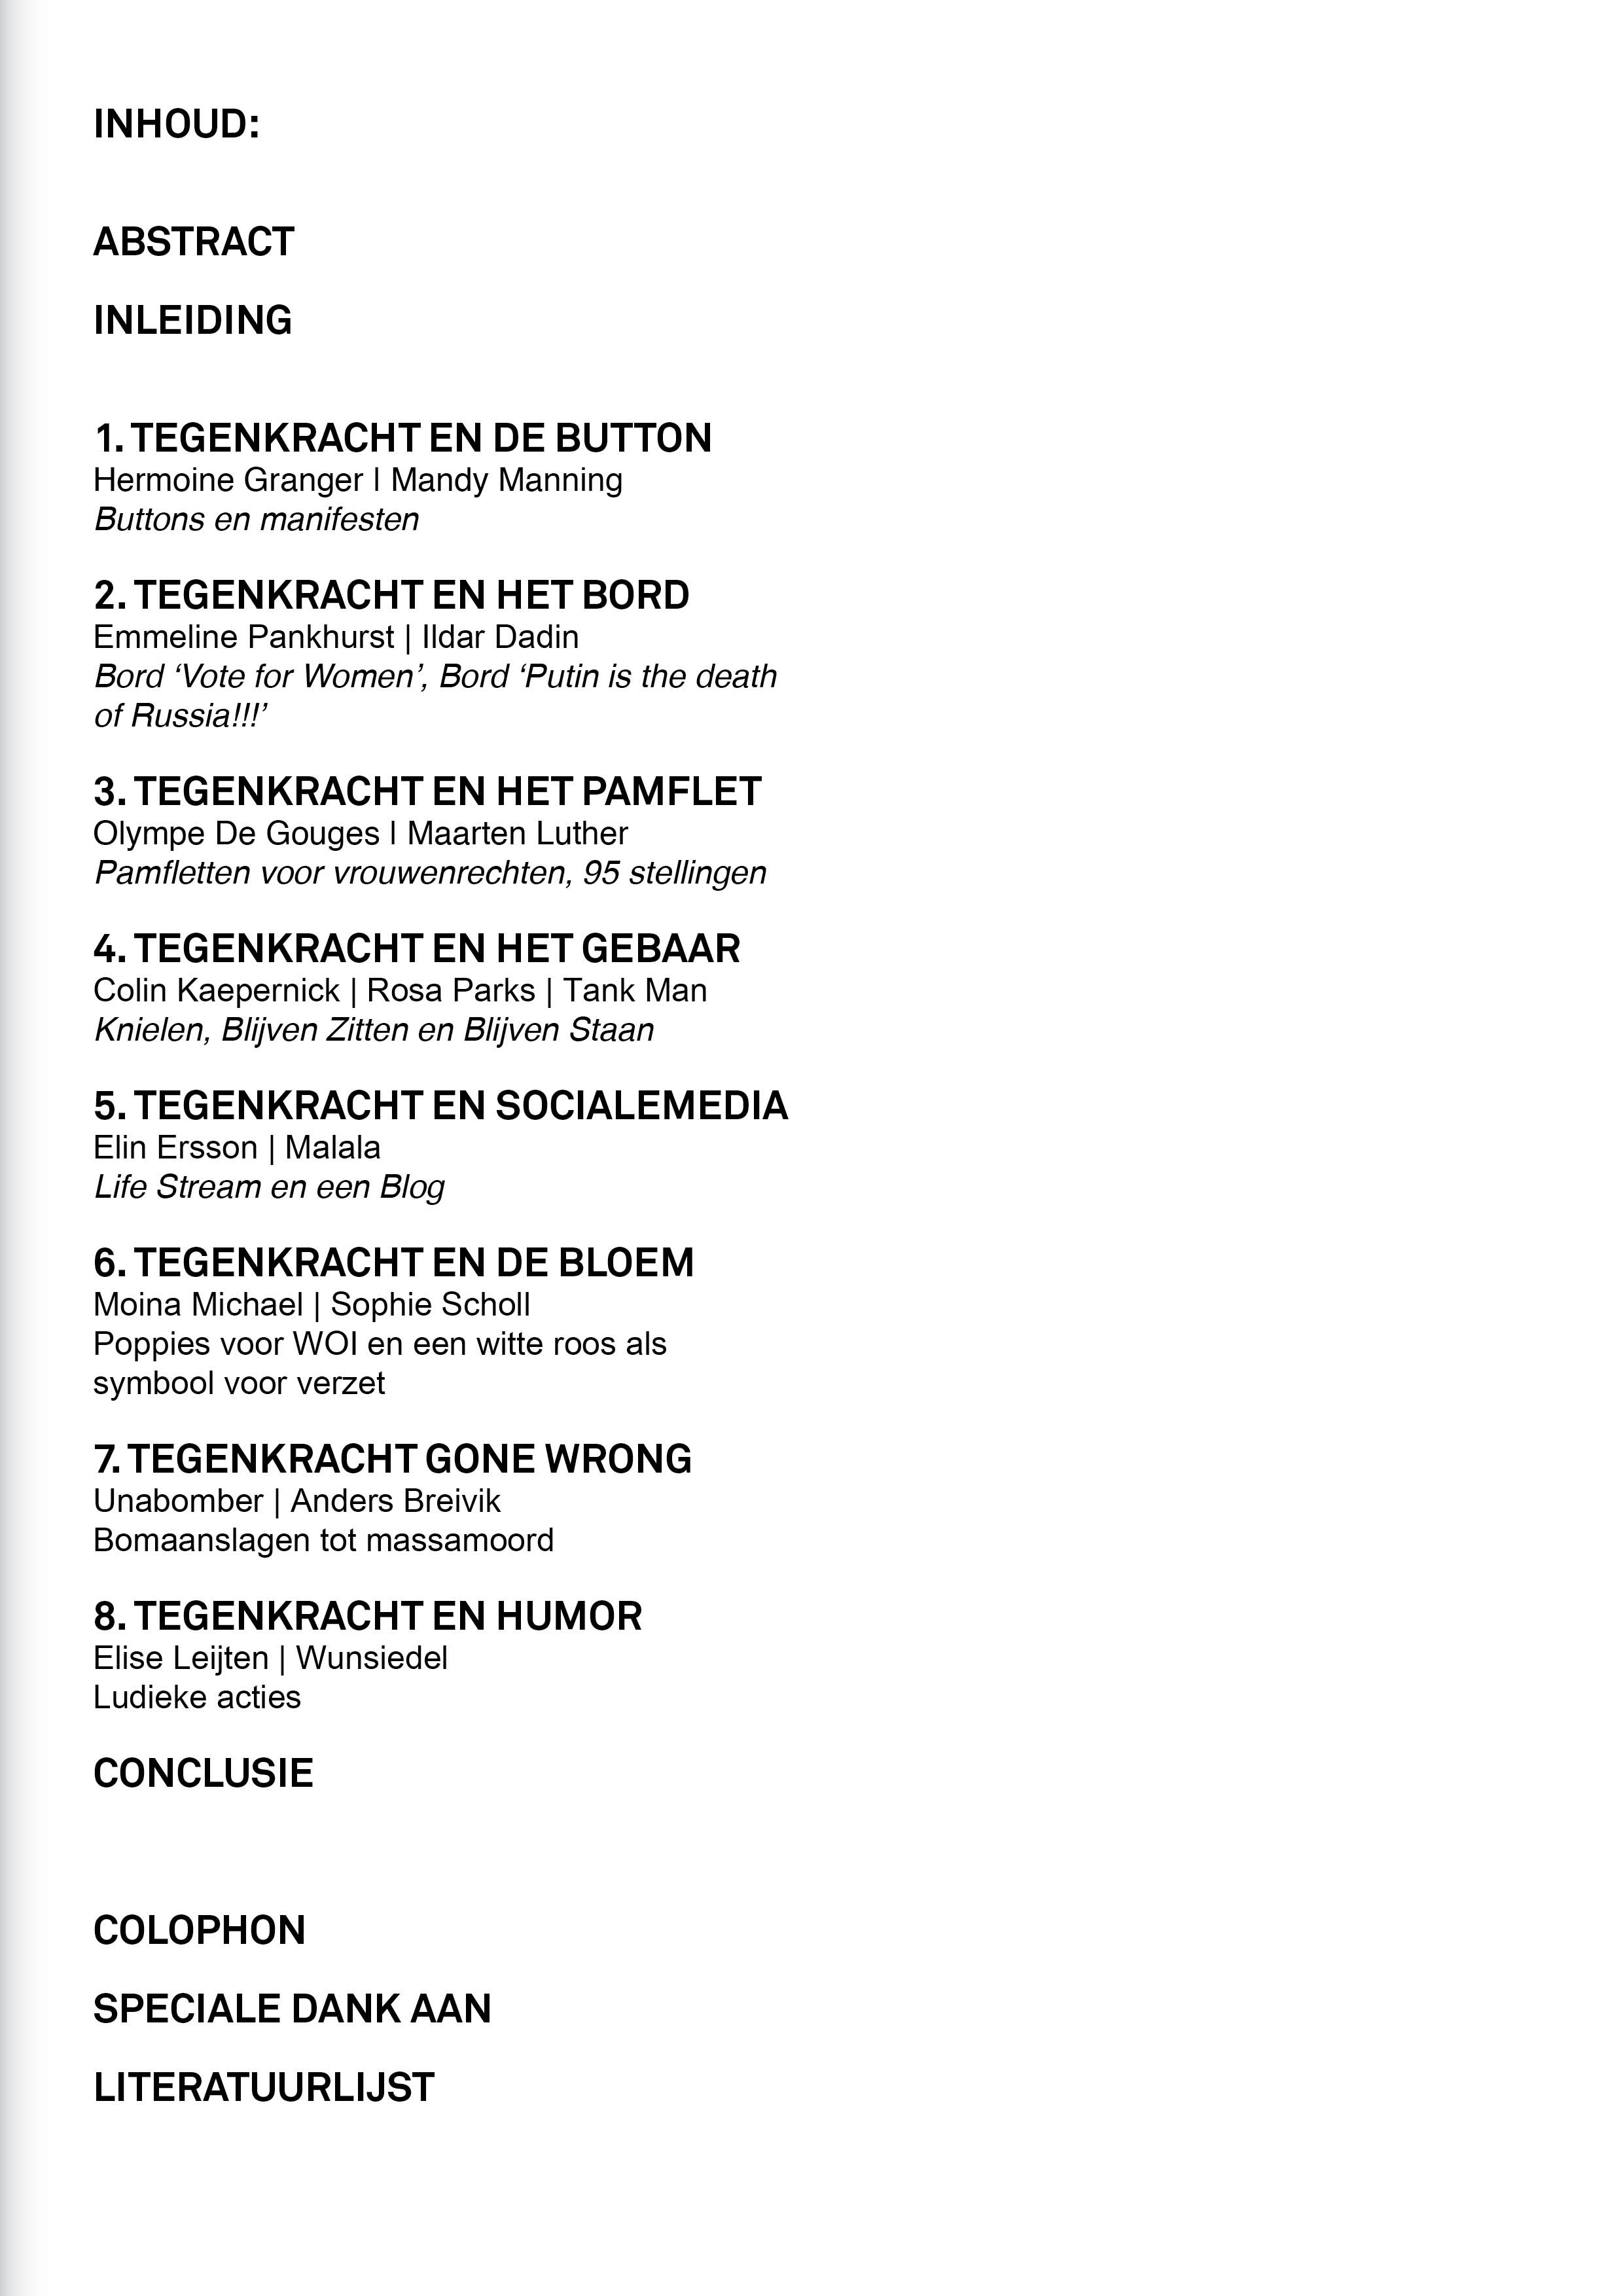 INHOUD:
ABSTRACT
INLEIDING
1. TEGENKRACHT EN DE BUTTON
Hermoine Granger | Mandy Manning
Buttons en manifesten
2. TEGENKRACHT EN HET BORD
Emmeline Pankhurst | Ildar Dadin
Bord ‘Vote for Women’, Bord ‘Putin is the death
of Russia!!!’
3. TEGENKRACHT EN HET PAMFLET
Olympe De Gouges | Maarten Luther
Pamfletten voor vrouwenrechten, 95 stellingen
4. TEGENKRACHT EN HET GEBAAR
Colin Kaepernick | Rosa Parks | Tank Man
Knielen, Blijven Zitten en Blijven Staan
5. TEGENKRACHT EN SOCIALEMEDIA
Elin Ersson | Malala
Life Stream en een Blog
6. TEGENKRACHT EN DE BLOEM
Moina Michael | Sophie Scholl
Poppies voor WOI en een witte roos als
symbool voor verzet
7. TEGENKRACHT GONE WRONG
Unabomber | Anders Breivik
Bomaanslagen tot massamoord
8. TEGENKRACHT EN HUMOR
Elise Leijten | Wunsiedel
Ludieke acties
CONCLUSIE
COLOPHON
SPECIALE DANK AAN
LITERATUURLIJST